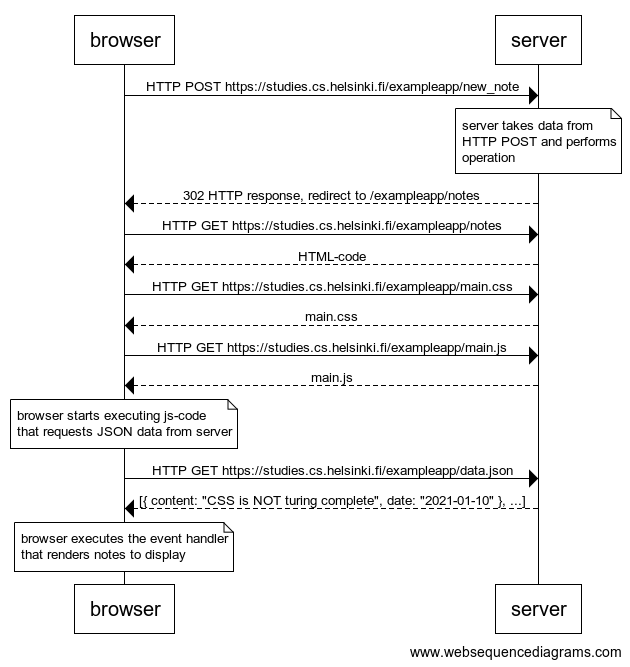 browser
server
HTTP POST https://studies.cs.helsinki.fi/exampleapp/new_note
server takes data from
HTTP POST and performs
operation
302 HTTP response, redirect to /exampleapp/notes
HTTP GET https://studies.cs.helsinki.fi/exampleapp/notes
HTML-code
HTTP GET https://studies.cs.helsinki.fi/exampleapp/main.css
main.css
HTTP GET https://studies.cs.helsinki.fi/exampleapp/main.js
main.js
browser starts executing js-code
that requests JSON data from server
HTTP GET https://studies.cs.helsinki.fi/exampleapp/data.json
[{ content: "CSS is NOT turing complete", date: "2021-01-10" }, ...]
browser executes the event handler
that renders notes to display
browser
server
www.websequencediagrams.com